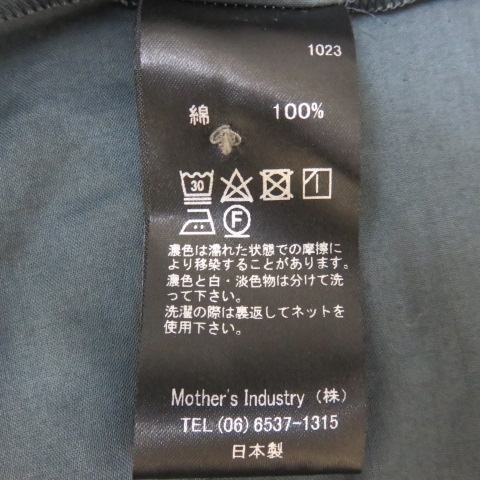 1023
綿 100%
30
F
濃色は濡れた状態での摩擦に
より移染することがあります。
濃色と白・淡色物は分けて洗
って下さい。
洗濯の際は裏返してネットを
使用下さい。
Mother's Industry (株)
TEL (06) 6537-1315
日本製